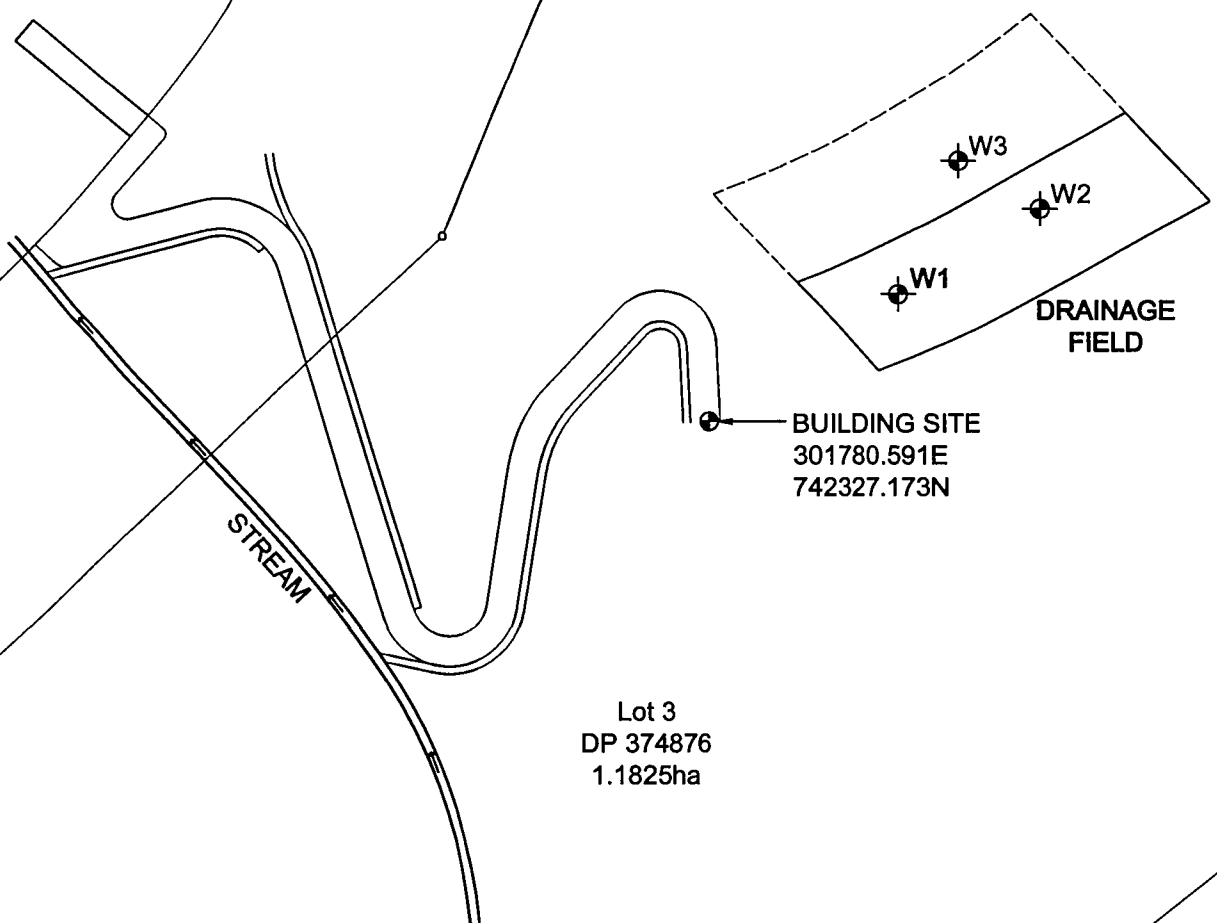 W3
W2
W1
DRAINAGE
FIELD
BUILDING SITE
301780.591E
742327.173N
STREAM
Lot 3
DP 374876
1.1825ha